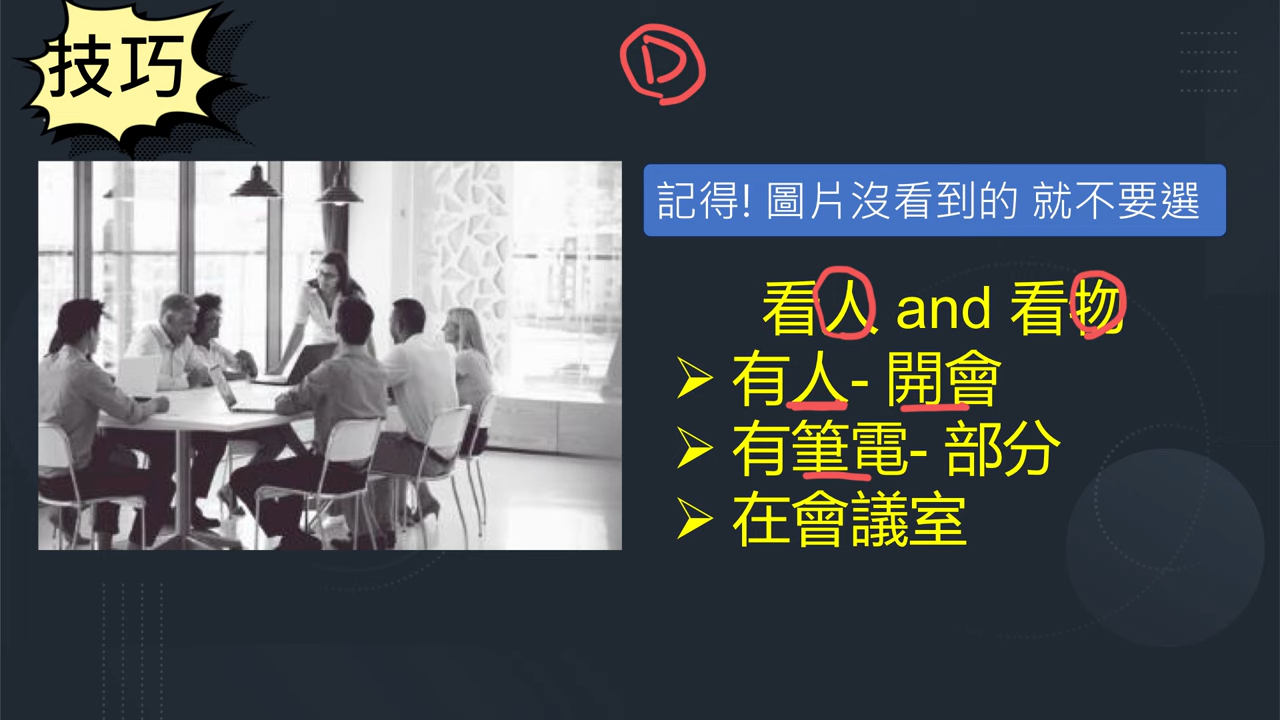 技巧
D
記得! 圖片沒看到的 就不要選
看人 and 看物
➢ 有人- 開會
➢ 有筆電- 部分
➢ 在會議室